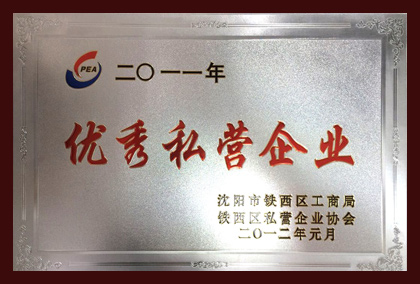 PEA 二〇一一年
优秀私营企业
沈阳市铁西区工商局
铁西区私营企业协会
二〇一二年元月